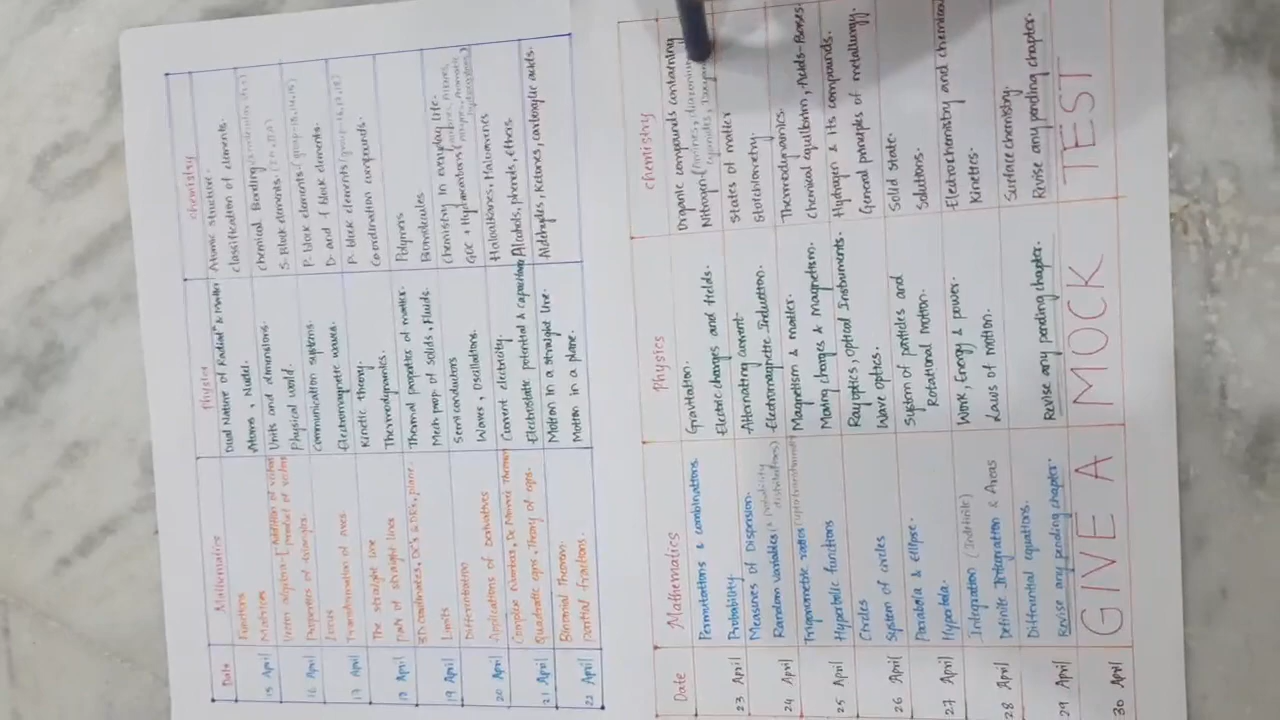 Date Mathematics Physics chemistry
15 April
Functions
Matrices
Dual Nature of Radiatⁿ & Matter
Atoms, Nuclei.
Atomic structure.
classification of elements.
16 April
Vector algebra
Properties of triangles.
Units and dimensions.
Physical world.
chemical Bonding
S. Block elements
17 April
Locus
Transformation of axes.
Communication systems.
Electromagnetic waves.
P. block elements
D and f block elements.
18 April
The straight line
Pair of straight lines
Kinetic theory.
Thermodynamics.
P. block elements
Coordination compounds.
19 April
3D coordinates, DC's & DR's, plane.
Limits
Thermal properties of matter.
Mech prop. of solids, Fluids.
Polymers
Biomolecules
20 April
Differentiation
Applications of Derivatives
Semiconductors
Waves, Oscillations.
Chemistry in everyday life.
GOC + Hydrocarbons
21 April
Complex Numbers, De Moivre Theorem
Quadratic eqns, Theory of eqns.
Current electricity.
Electrostatic potential & capacitance
Haloalkanes, Haloarenes
Alcohols, phenols, ethers
22 April
Binomial Theorem.
Partial fractions.
Motion in a straight line.
Motion in a plane.
Aldehydes, Ketones, carboxylic acids.
Date Mathematics Physics chemistry
23 April
Permutations & combinations.
Probability.
Gravitation.
Electric charges and fields.
Organic compounds containing
Nitrogen (Amines, diazonium
24 April
Measures of Dispersion.
Random variables (& probability distributions)
Alternating current.
Electromagnetic Induction.
States of matter
Stoichiometry.
25 April
Trigonometric ratios
Hyperbolic functions
Magnetism & matter.
Moving charges & Magnetism.
Thermodynamics.
Chemical equilbrium, Acids-Bases.
26 April
Circles
System of circles
Ray optics, optical Instruments.
Wave optics.
Hydrogen & its compounds.
General principles of metallurgy.
27 April
Parabola & Ellipse.
Hyperbola.
System of particles and
Rotational motion.
Solid state.
Solutions.
28 April
Integration (Indefinite)
Definite Integration & Areas
Work, Energy & power.
Laws of motion.
Electrochemistry and chemical
Kinetics.
29 April
Differential equations.
Revise any pending chapter.
Revise any pending chapter.
Surface chemistry.
Revise any pending chapter.
30 April
GIVE A MOCK TEST